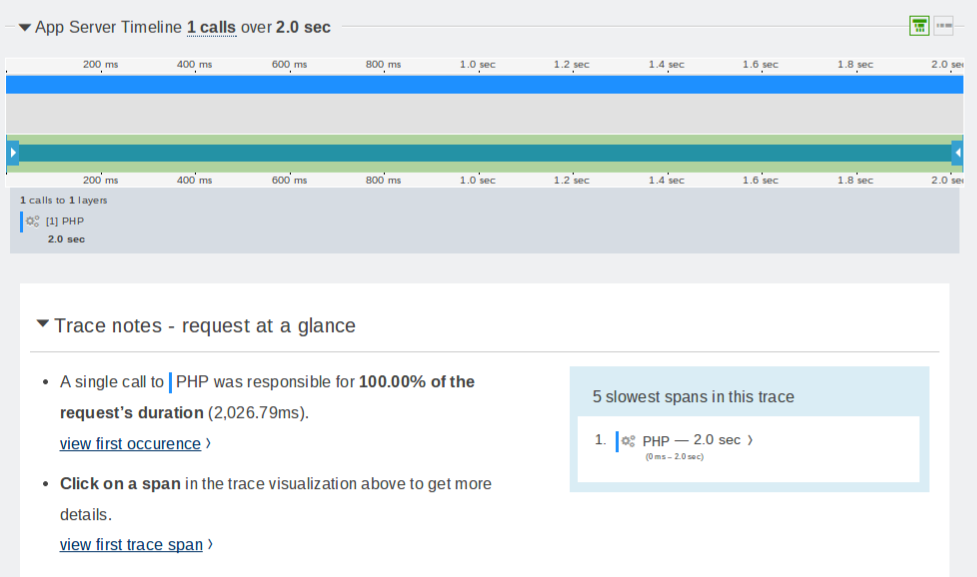 App Server Timeline 1 calls over 2.0 sec
200 ms 400 ms 600 ms 800 ms 1.0 sec 1.2 sec 1.4 sec 1.6 sec 1.8 sec 2.0 se
200 ms 400 ms 600 ms 800 ms 1.0 sec 1.2 sec 1.4 sec 1.6 sec 1.8 sec 2.0 se
1 calls to 1 layers
[1] PHP
2.0 sec
Trace notes - request at a glance
• A single call to PHP was responsible for 100.00% of the
request’s duration (2,026.79ms).
view first occurence ›
• Click on a span in the trace visualization above to get more
details.
view first trace span ›
5 slowest spans in this trace
1. PHP — 2.0 sec ›
(0 ms – 2.0 sec)